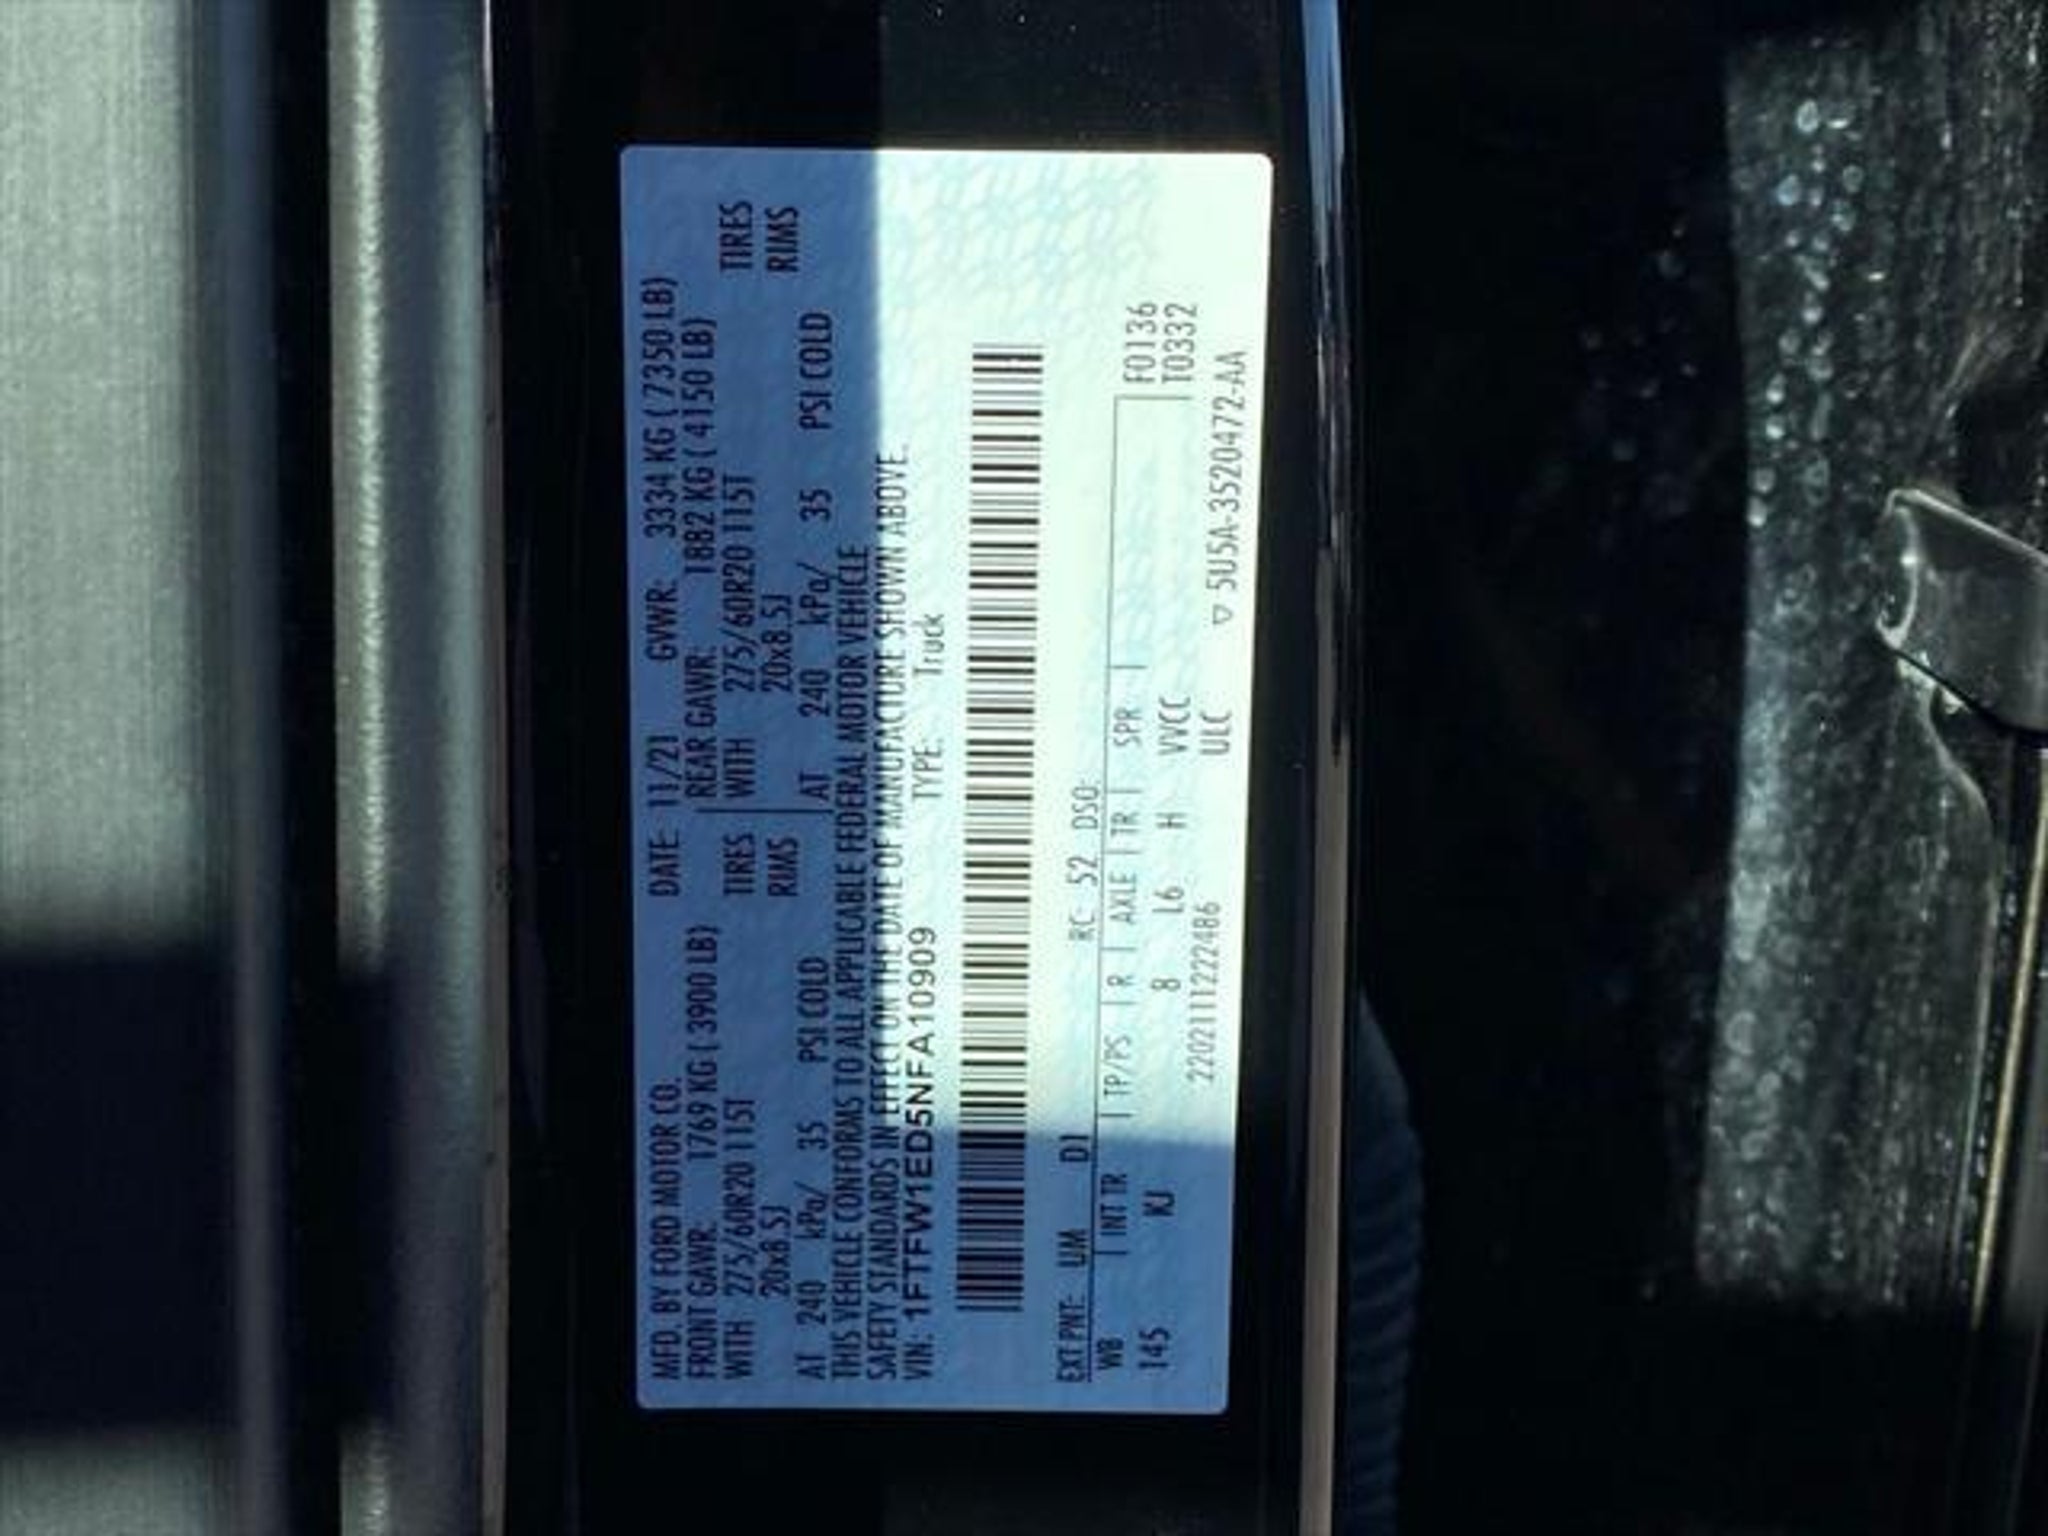 MFD. BY FORD MOTOR CO. DATE: 11/21 GVWR: 3334 KG ( 7350 LB)
FRONT GAWR: 1769 KG ( 3900 LB) REAR GAWR: 1882 KG ( 4150 LB)
WITH 275/60R20 115T TIRES WITH 275/60R20 115T TIRES
20x8.5J RIMS 20x8.5J RIMS
AT 240 kPa/ 35 PSI COLD AT 240 kPa/ 35 PSI COLD
THIS VEHICLE CONFORMS TO ALL APPLICABLE FEDERAL MOTOR VEHICLE
SAFETY STANDARDS IN EFFECT ON THE DATE OF MANUFACTURE SHOWN ABOVE.
VIN: 1FTFW1ED5NFA10909 TYPE: Truck
EXT PNT: UM D1 RC: 52 DSO:
WB INT TR TP/PS R AXLE TR SPR F0136
145 KJ 8 L6 H VVCC T0332
220211122486 ULC ▽ 5U5A-3520472-AA